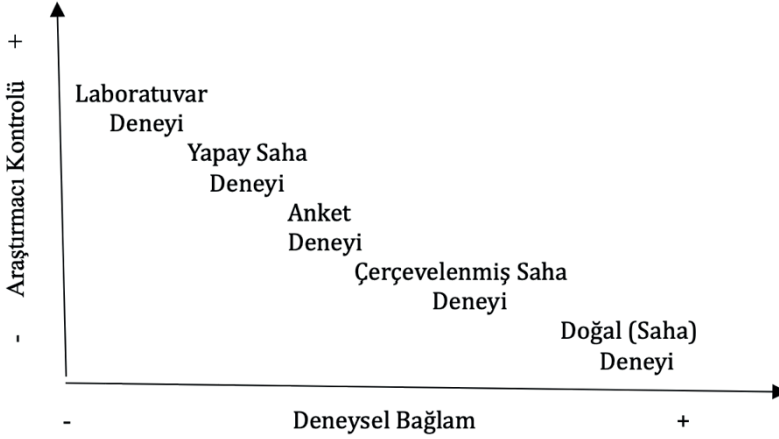 +
Araştırmacı Kontrolü
-
Laboratuvar
Deneyi
Yapay Saha
Deneyi
Anket
Deneyi
Çerçevelenmiş Saha
Deneyi
Doğal (Saha)
Deneyi
- Deneysel Bağlam +